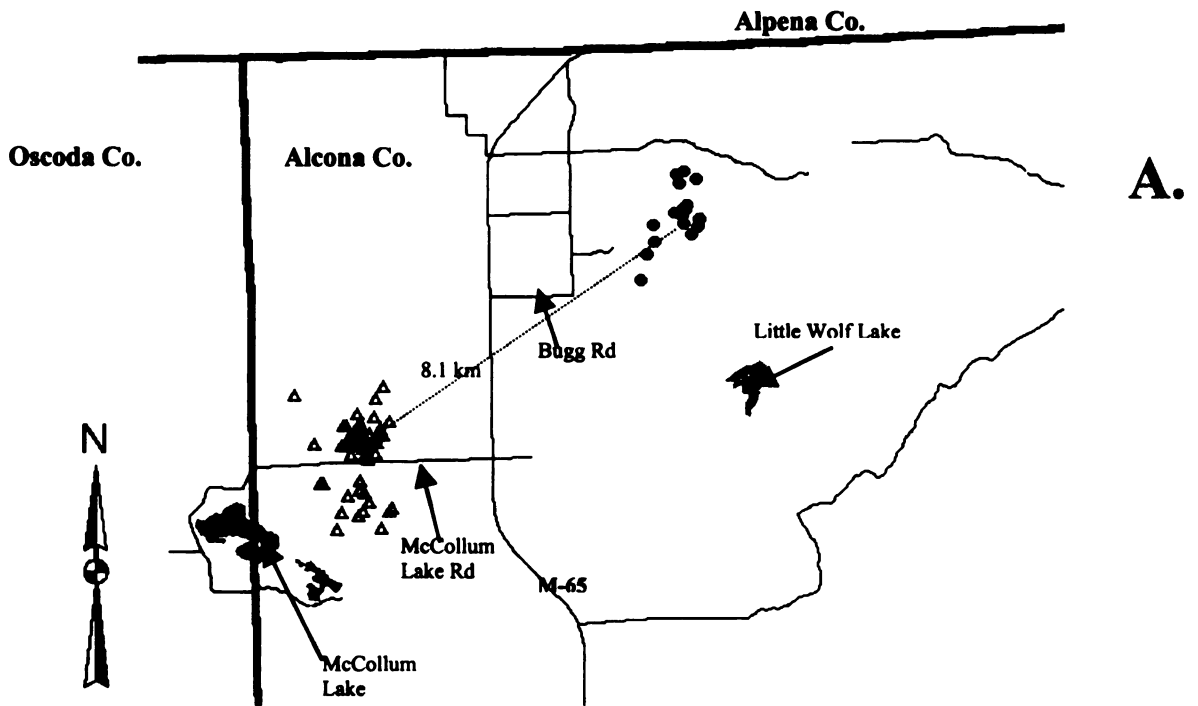 Alpena Co.
Oscoda Co.
Alcona Co.
A.
Little Wolf Lake
Bugg Rd
8.1 km
N
McCollum
Lake Rd
M-65
McCollum
Lake